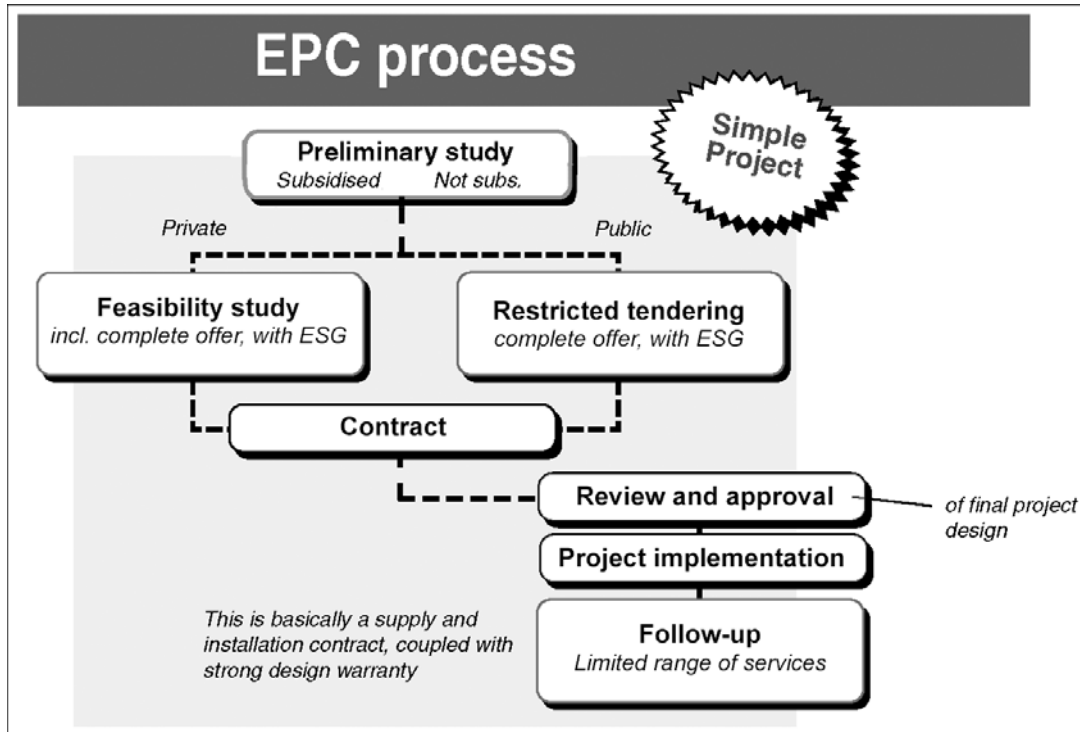 EPC process
Simple
Project
Preliminary study
Subsidised Not subs.
Private
Public
Feasibility study
incl. complete offer, with ESG
Restricted tendering
complete offer, with ESG
Contract
Review and approval
of final project
design
Project implementation
This is basically a supply and
installation contract, coupled with
strong design warranty
Follow-up
Limited range of services